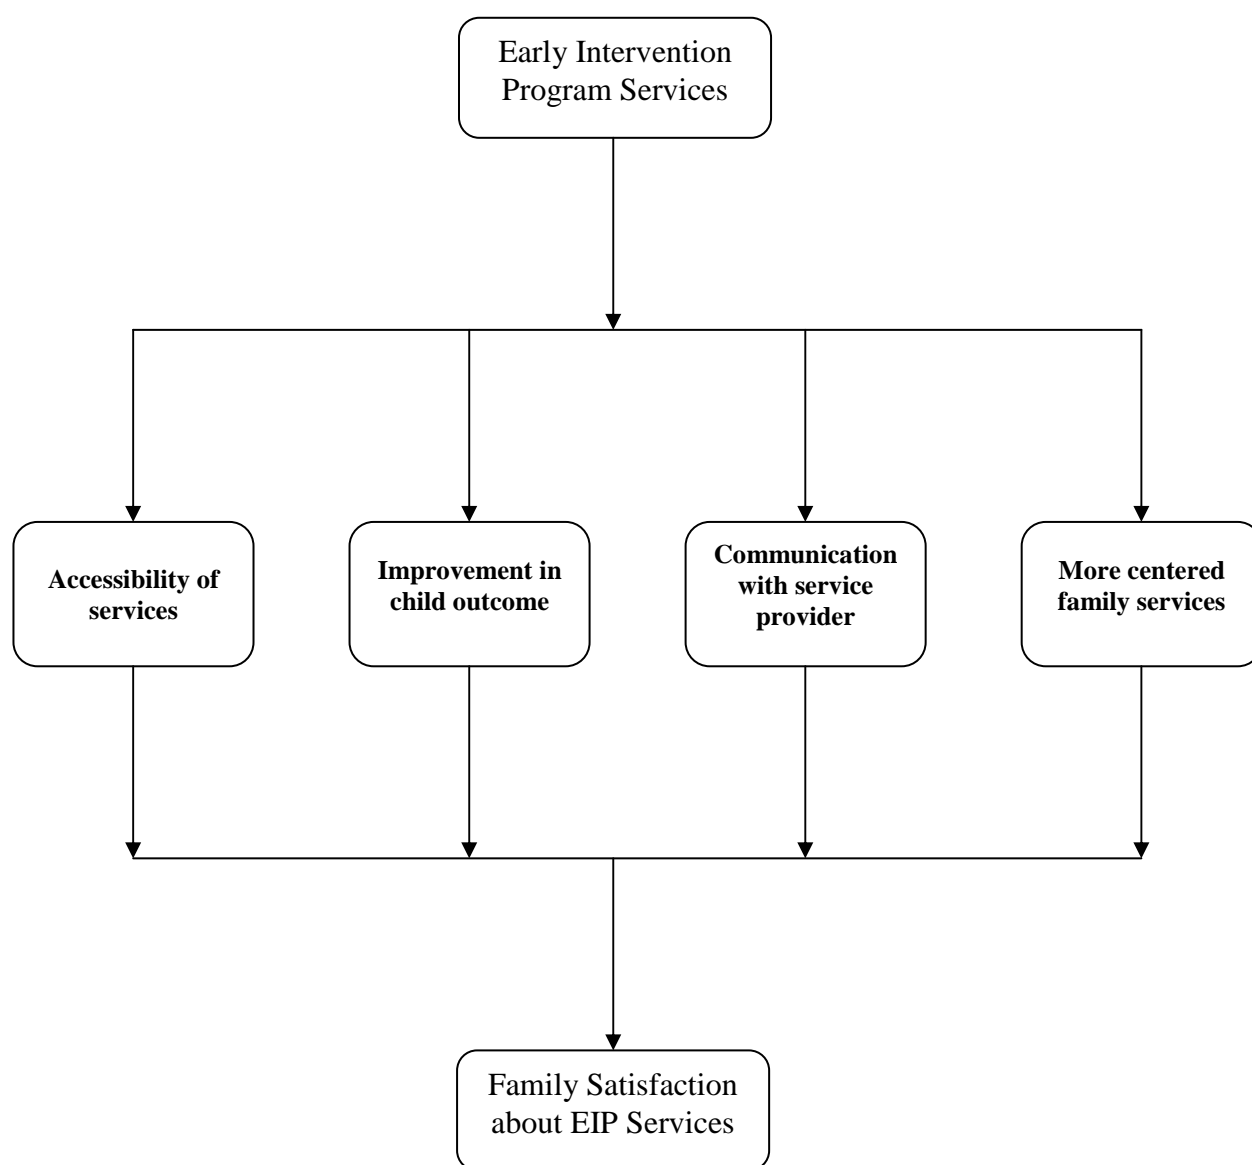 Early Intervention
Program Services
Accessibility of
services
Improvement in
child outcome
Communication
with service
provider
More centered
family services
Family Satisfaction
about EIP Services